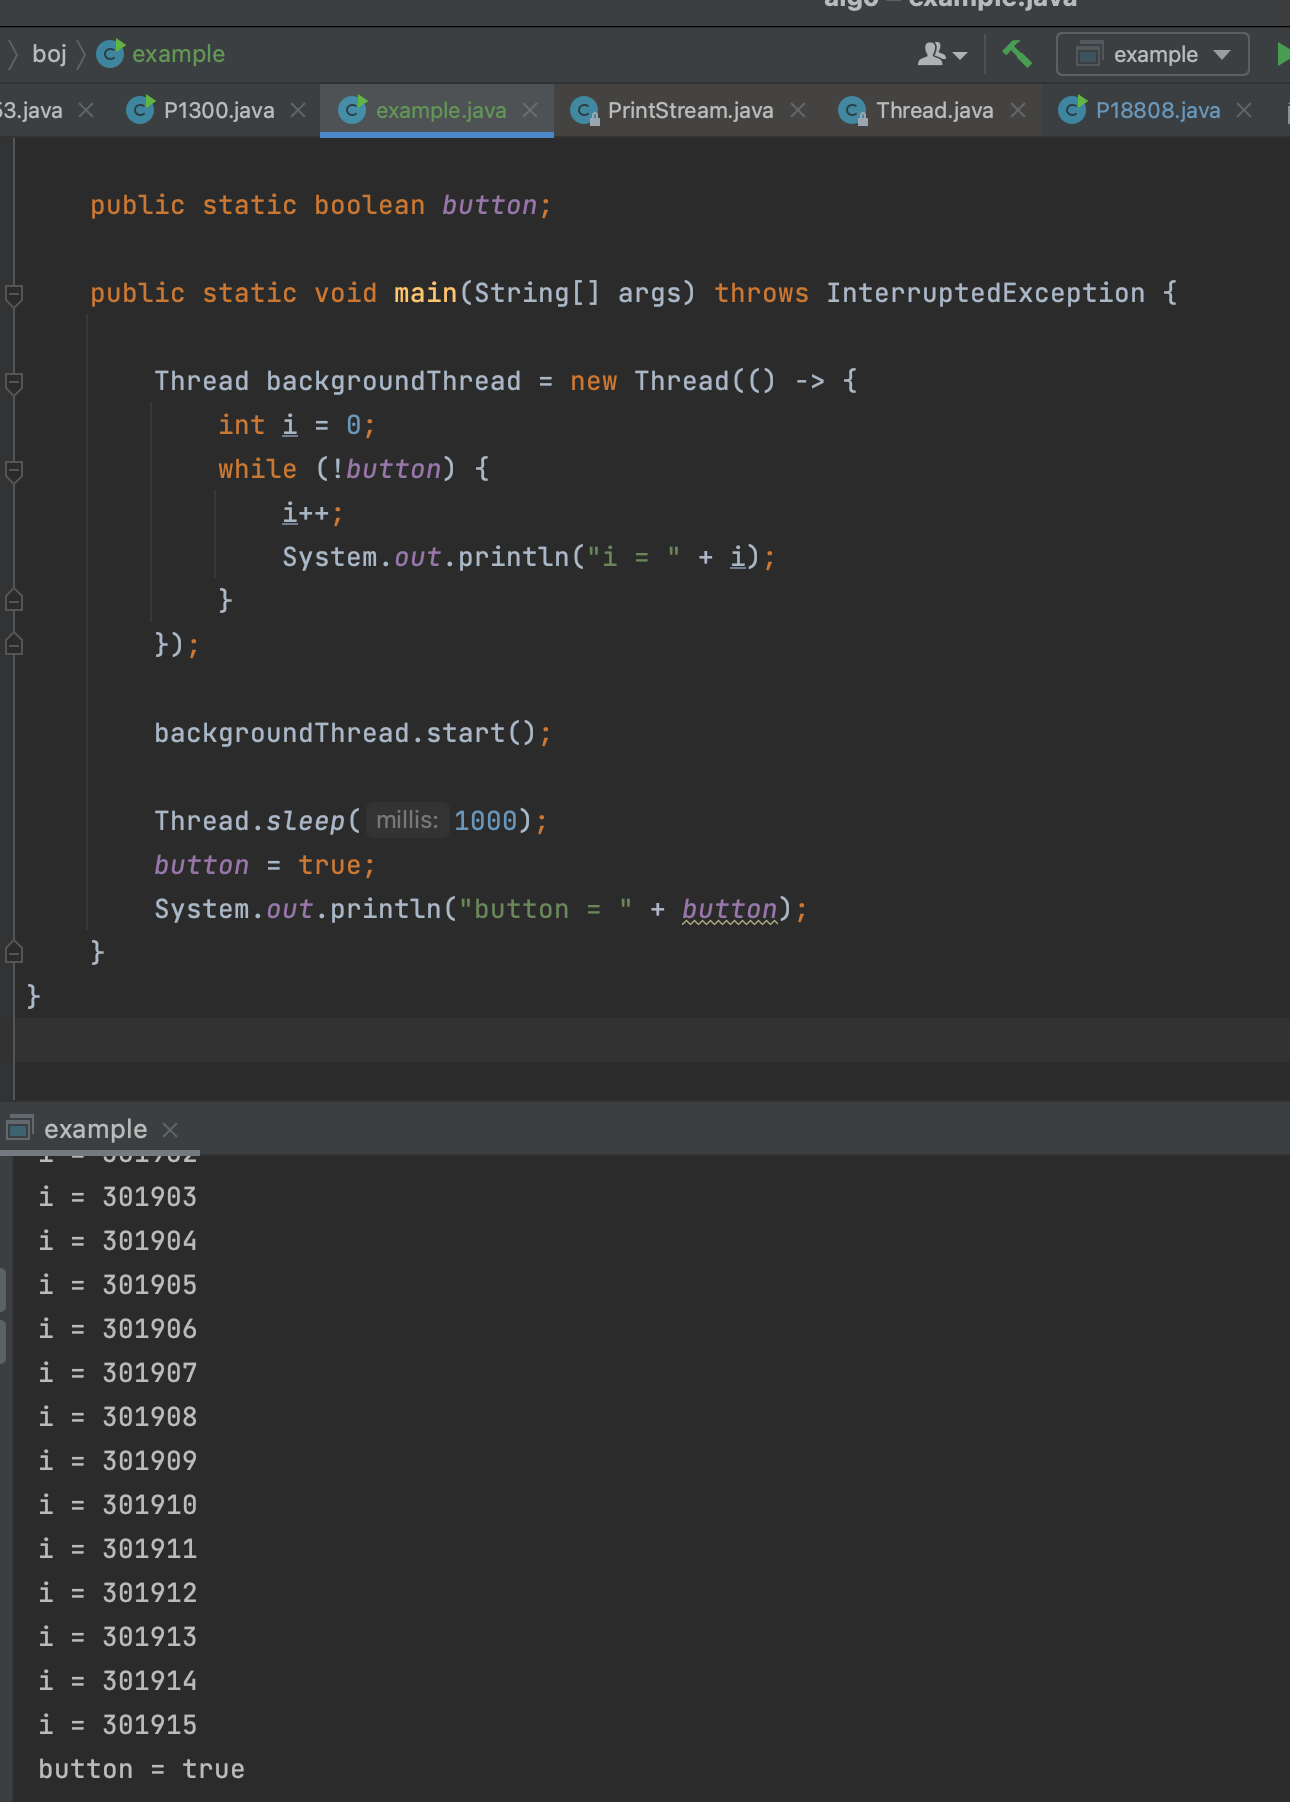 algo – example.java
boj example example
53.java P1300.java example.java PrintStream.java Thread.java P18808.java
public static boolean button;
public static void main(String[] args) throws InterruptedException {
Thread backgroundThread = new Thread(() -> {
int i = 0;
while (!button) {
i++;
System.out.println("i = " + i);
}
});
backgroundThread.start();
Thread.sleep( millis: 1000);
button = true;
System.out.println("button = " + button);
}
}
example
i = 301902
i = 301903
i = 301904
i = 301905
i = 301906
i = 301907
i = 301908
i = 301909
i = 301910
i = 301911
i = 301912
i = 301913
i = 301914
i = 301915
button = true